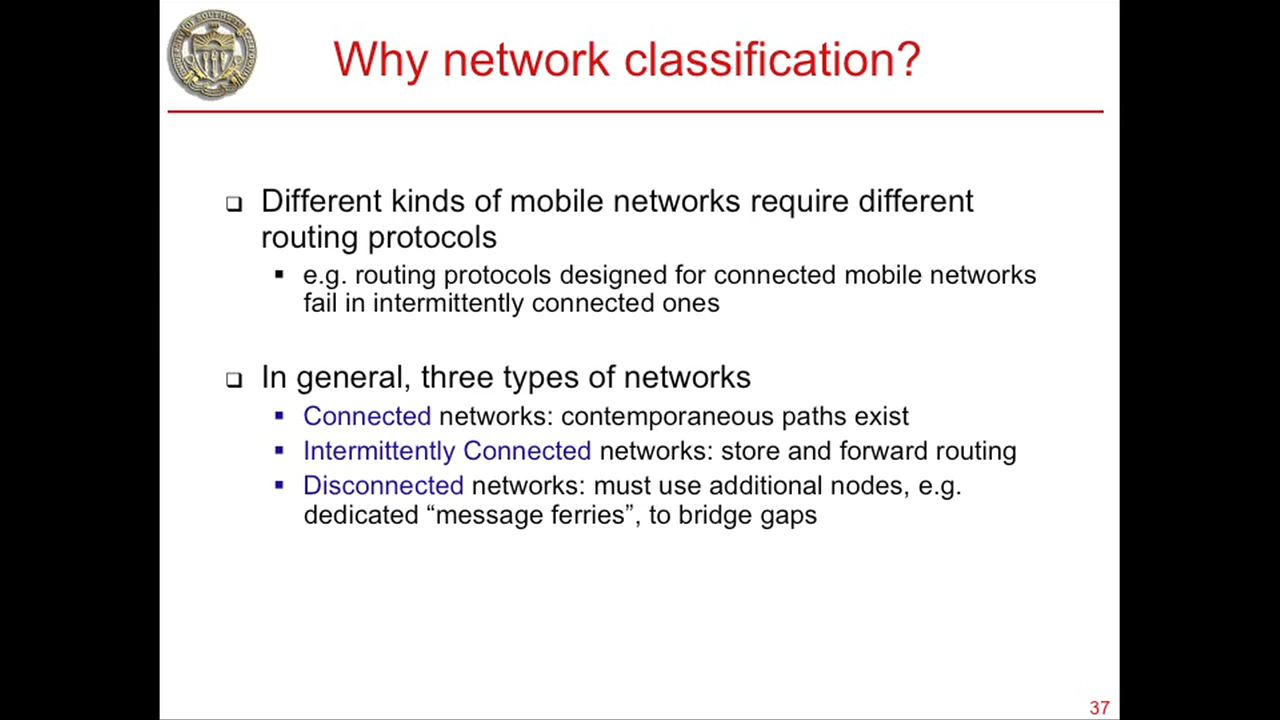 Why network classification?
Different kinds of mobile networks require different
routing protocols
e.g. routing protocols designed for connected mobile networks
fail in intermittently connected ones
In general, three types of networks
Connected networks: contemporaneous paths exist
Intermittently Connected networks: store and forward routing
Disconnected networks: must use additional nodes, e.g.
dedicated “message ferries”, to bridge gaps
37